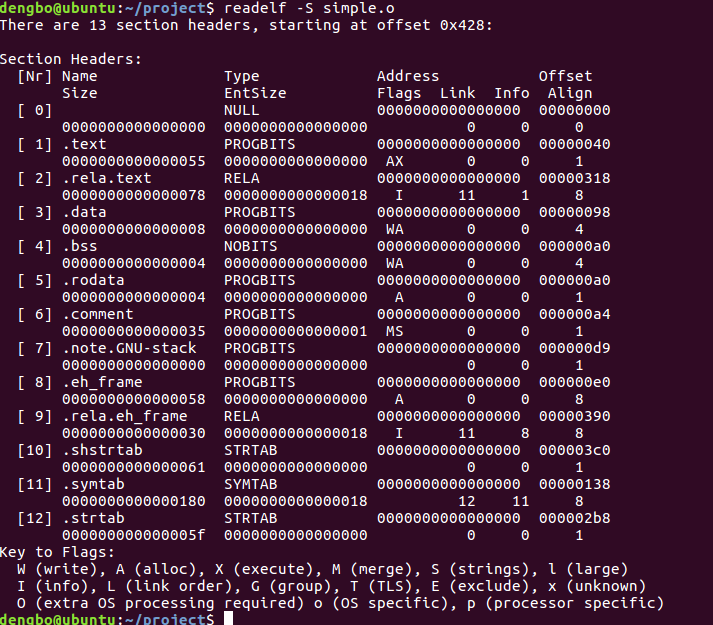 dengbo@ubuntu:~/project$ readelf -S simple.o
There are 13 section headers, starting at offset 0x428:

Section Headers:
  [Nr] Name              Type             Address           Offset
       Size              EntSize          Flags  Link  Info  Align
  [ 0]                   NULL             0000000000000000  00000000
       0000000000000000  0000000000000000           0     0     0
  [ 1] .text             PROGBITS         0000000000000000  00000040
       0000000000000055  0000000000000000  AX       0     0     1
  [ 2] .rela.text        RELA             0000000000000000  00000318
       0000000000000078  0000000000000018   I      11     1     8
  [ 3] .data             PROGBITS         0000000000000000  00000098
       0000000000000008  0000000000000000  WA       0     0     4
  [ 4] .bss              NOBITS           0000000000000000  000000a0
       0000000000000004  0000000000000000  WA       0     0     4
  [ 5] .rodata           PROGBITS         0000000000000000  000000a0
       0000000000000004  0000000000000000   A       0     0     1
  [ 6] .comment          PROGBITS         0000000000000000  000000a4
       0000000000000035  0000000000000001  MS       0     0     1
  [ 7] .note.GNU-stack   PROGBITS         0000000000000000  000000d9
       0000000000000000  0000000000000000           0     0     1
  [ 8] .eh_frame         PROGBITS         0000000000000000  000000e0
       0000000000000058  0000000000000000   A       0     0     8
  [ 9] .rela.eh_frame    RELA             0000000000000000  00000390
       0000000000000030  0000000000000018   I      11     8     8
  [10] .shstrtab         STRTAB           0000000000000000  000003c0
       0000000000000061  0000000000000000           0     0     1
  [11] .symtab           SYMTAB           0000000000000000  00000138
       0000000000000180  0000000000000018          12    11     8
  [12] .strtab           STRTAB           0000000000000000  000002b8
       000000000000005f  0000000000000000           0     0     1
Key to Flags:
  W (write), A (alloc), X (execute), M (merge), S (strings), l (large)
  I (info), L (link order), G (group), T (TLS), E (exclude), x (unknown)
  O (extra OS processing required) o (OS specific), p (processor specific)
dengbo@ubuntu:~/project$